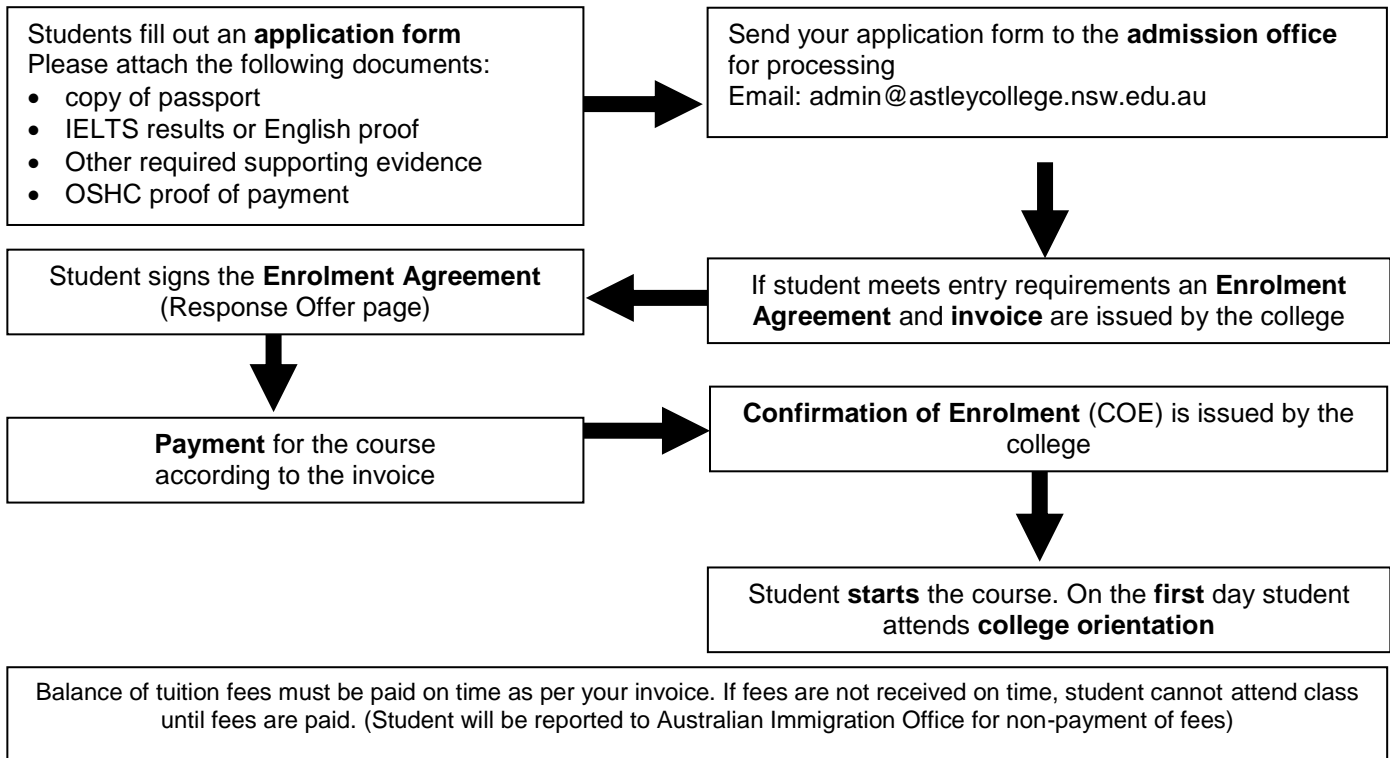 Students fill out an application form
Please attach the following documents:
• copy of passport
• IELTS results or English proof
• Other required supporting evidence
• OSHC proof of payment
Send your application form to the admission office
for processing
Email: admin@astleycollege.nsw.edu.au
If student meets entry requirements an Enrolment
Agreement and invoice are issued by the college
Student signs the Enrolment Agreement
(Response Offer page)
Payment for the course
according to the invoice
Confirmation of Enrolment (COE) is issued by the
college
Student starts the course. On the first day student
attends college orientation
Balance of tuition fees must be paid on time as per your invoice. If fees are not received on time, student cannot attend class
until fees are paid. (Student will be reported to Australian Immigration Office for non-payment of fees)